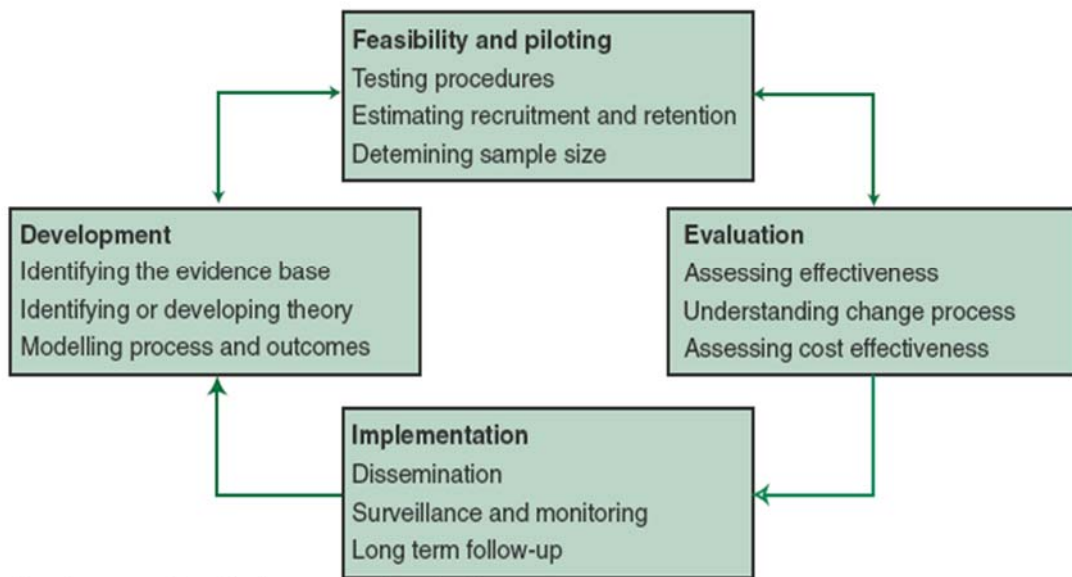 Feasibility and piloting
Testing procedures
Estimating recruitment and retention
Detemining sample size
Development
Identifying the evidence base
Identifying or developing theory
Modelling process and outcomes
Evaluation
Assessing effectiveness
Understanding change process
Assessing cost effectiveness
Implementation
Dissemination
Surveillance and monitoring
Long term follow-up